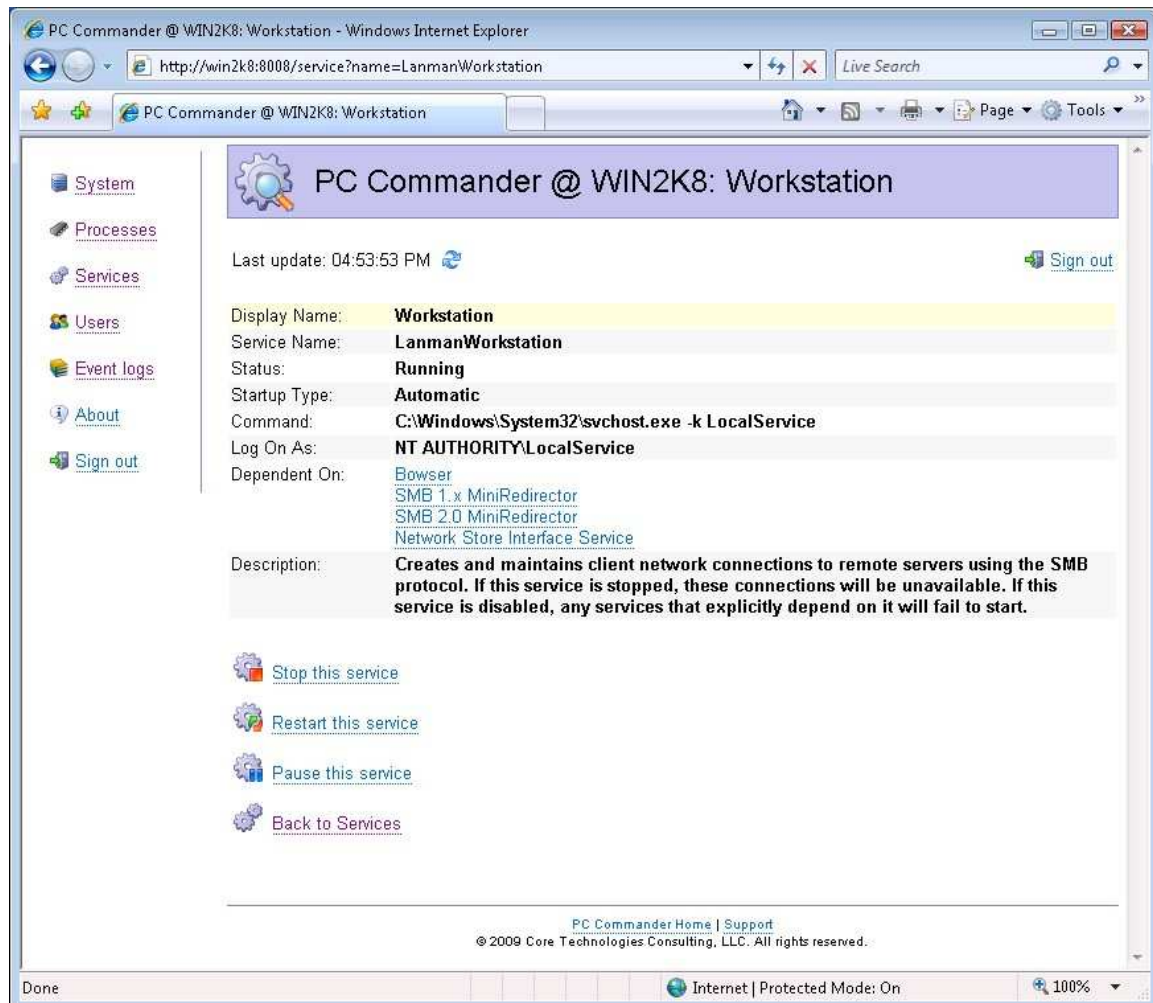 PC Commander @ WIN2K8: Workstation - Windows Internet Explorer
http://win2k8:8008/service?name=LanmanWorkstation
Live Search
PC Commander @ WIN2K8: Workstation
Page
Tools
System
Processes
Services
Users
Event logs
About
Sign out
PC Commander @ WIN2K8: Workstation
Last update: 04:53:53 PM
Sign out
Display Name: Workstation
Service Name: LanmanWorkstation
Status: Running
Startup Type: Automatic
Command: C:\Windows\System32\svchost.exe -k LocalService
Log On As: NT AUTHORITY\LocalService
Dependent On: Bowser
SMB 1.x MiniRedirector
SMB 2.0 MiniRedirector
Network Store Interface Service
Description: Creates and maintains client network connections to remote servers using the SMB
protocol. If this service is stopped, these connections will be unavailable. If this
service is disabled, any services that explicitly depend on it will fail to start.
Stop this service
Restart this service
Pause this service
Back to Services
PC Commander Home | Support
© 2009 Core Technologies Consulting, LLC. All rights reserved.
Done
Internet | Protected Mode: On
100%